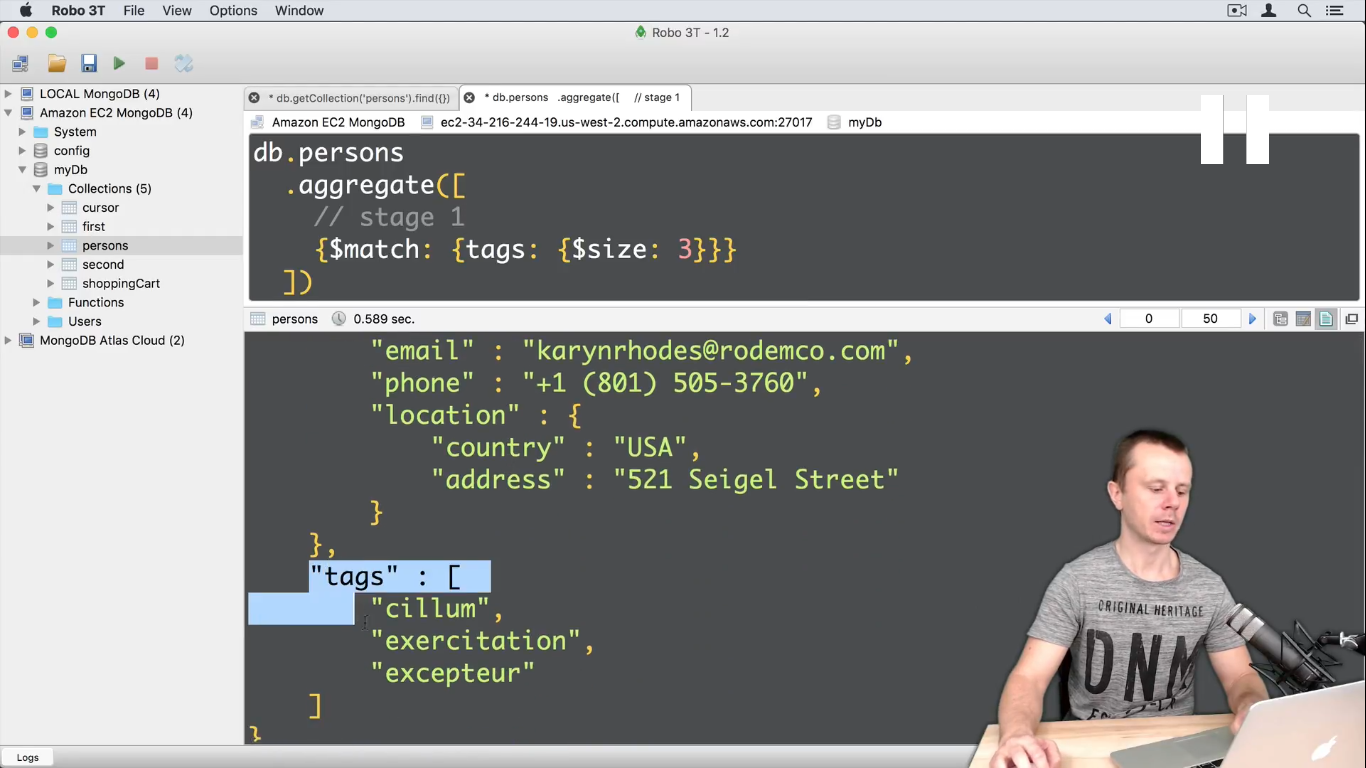 Robo 3T File View Options Window
Robo 3T - 1.2
LOCAL MongoDB (4)
Amazon EC2 MongoDB (4)
System
config
myDb
Collections (5)
cursor
first
persons
second
shoppingCart
Functions
Users
MongoDB Atlas Cloud (2)
* db.getCollection('persons').find({}) * db.persons .aggregate([ // stage 1
Amazon EC2 MongoDB ec2-34-216-244-19.us-west-2.compute.amazonaws.com:27017 myDb
db.persons
.aggregate([
// stage 1
{$match: {tags: {$size: 3}}}
])
persons 0.589 sec. 0 50
"email" : "karynrhodes@rodemco.com",
"phone" : "+1 (801) 505-3760",
"location" : {
"country" : "USA",
"address" : "521 Seigel Street"
}
},
"tags" : [
"cillum",
"exercitation",
"excepteur"
]
}
ORIGINAL HERITAGE
DNM
Logs